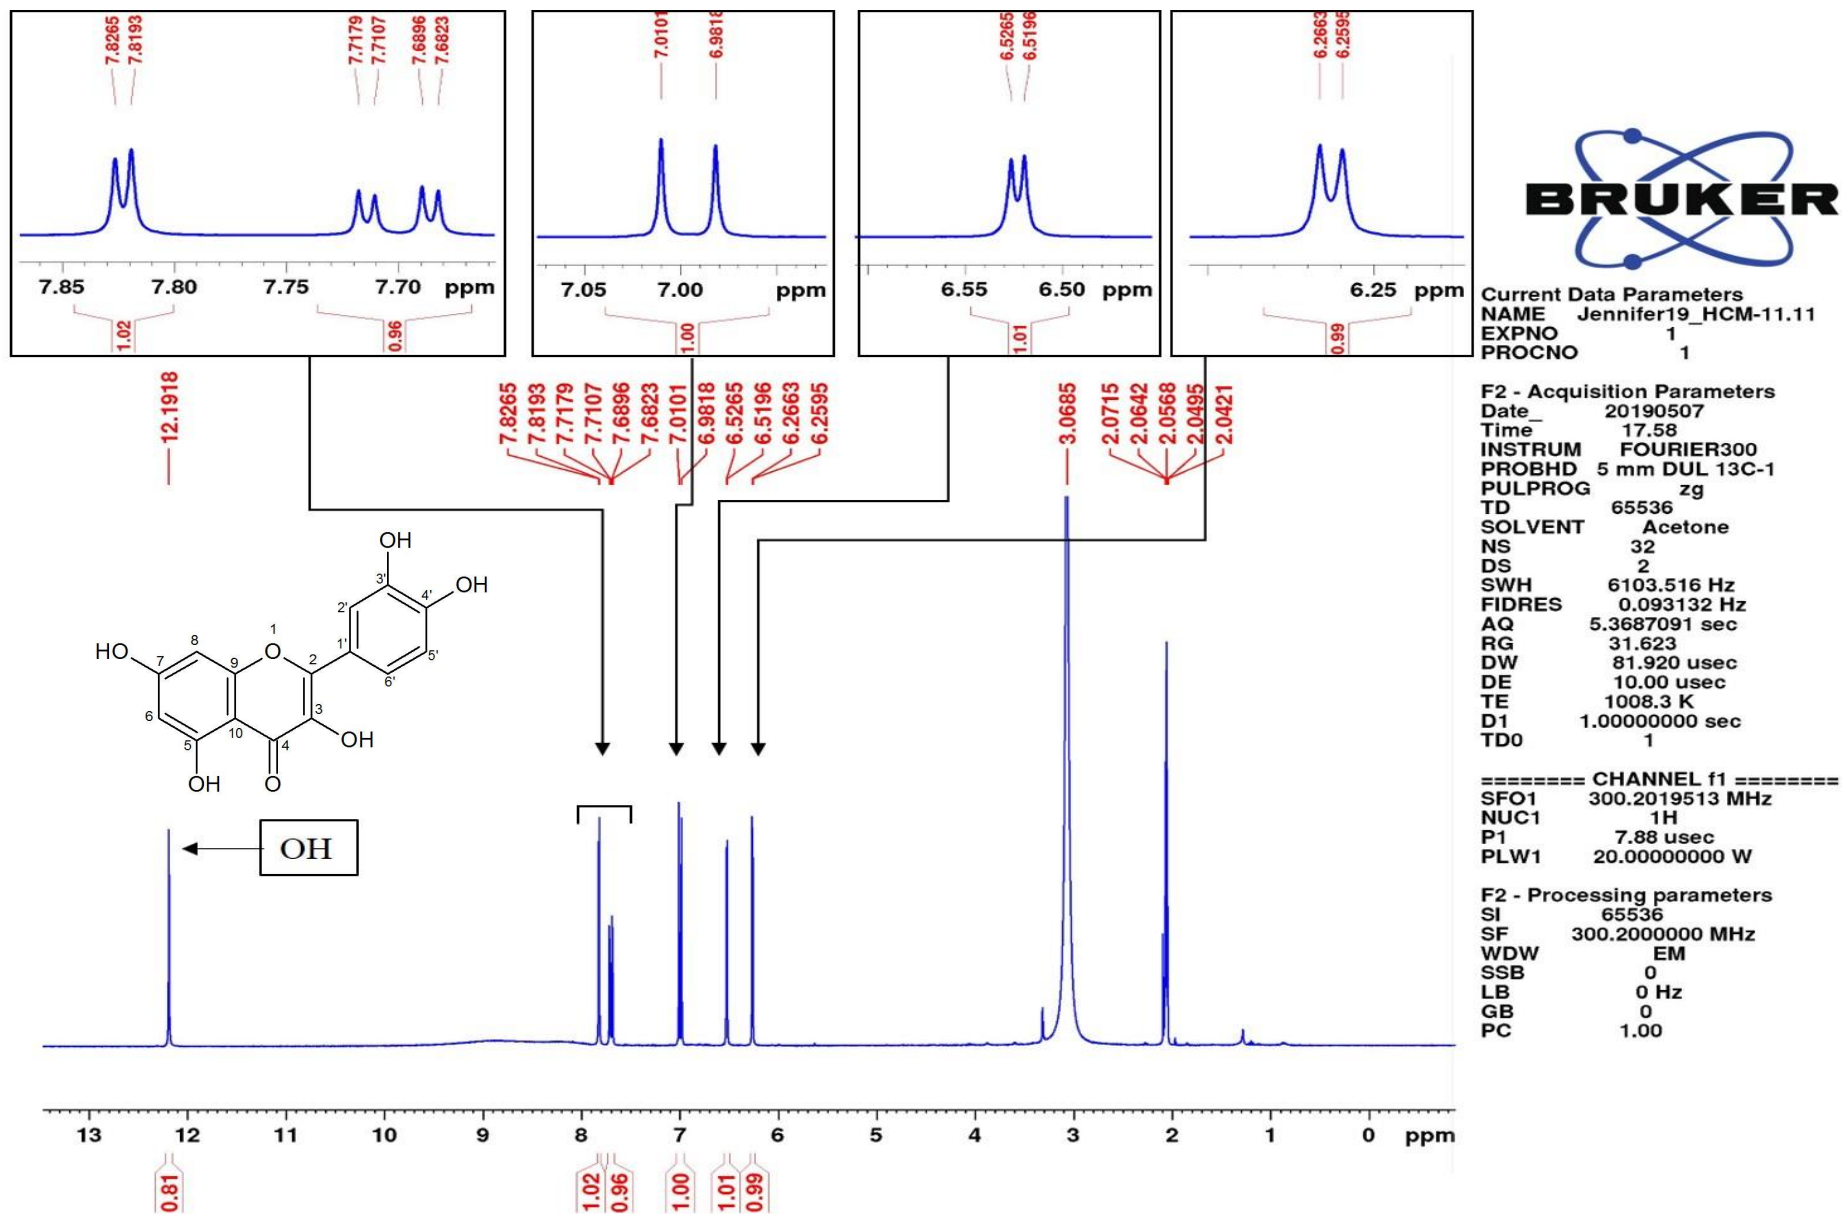 7.8265
7.8193
7.7179
7.7107
7.6896
7.6823
7.85 7.80 7.75 7.70 ppm
1.02
0.96
7.0101
6.9818
7.05 7.00 ppm
1.00
6.5265
6.5196
6.55 6.50 ppm
1.01
6.2663
6.2595
6.25 ppm
0.99
BRUKER
12.1918
7.8265
7.8193
7.7179
7.7107
7.6896
7.6823
7.0101
6.9818
6.5265
6.5196
6.2663
6.2595
3.0685
2.0715
2.0642
2.0568
2.0495
2.0421
OH
3'
4'
OH
2'
1'
5'
6'
HO
7
8
9
O
1
2
3
OH
4
O
10
5
6
OH
OH
13 12 11 10 9 8 7 6 5 4 3 2 1 0 ppm
0.81
1.02
0.96
1.00
1.01
0.99
Current Data Parameters
NAME Jennifer19_HCM-11.11
EXPNO 1
PROCNO 1
F2 - Acquisition Parameters
Date_ 20190507
Time 17.58
INSTRUM FOURIER300
PROBHD 5 mm DUL 13C-1
PULPROG zg
TD 65536
SOLVENT Acetone
NS 32
DS 2
SWH 6103.516 Hz
FIDRES 0.093132 Hz
AQ 5.3687091 sec
RG 31.623
DW 81.920 usec
DE 10.00 usec
TE 1008.3 K
D1 1.00000000 sec
TD0 1
======== CHANNEL f1 ========
SFO1 300.2019513 MHz
NUC1 1H
P1 7.88 usec
PLW1 20.00000000 W
F2 - Processing parameters
SI 65536
SF 300.2000000 MHz
WDW EM
SSB 0
LB 0 Hz
GB 0
PC 1.00